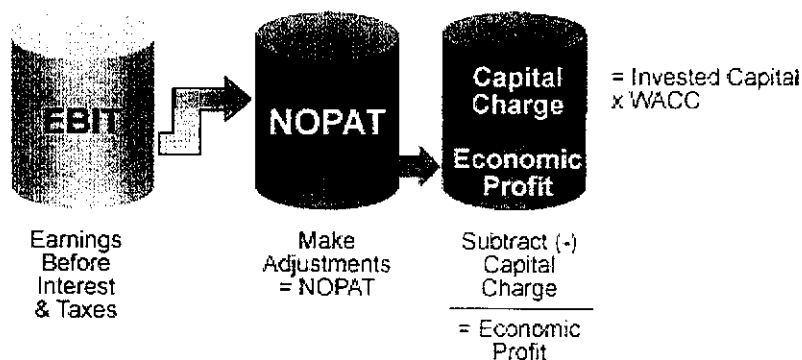 EBIT
NOPAT
Capital
Charge
Economic
Profit
= Invested Capital
x WACC
Earnings
Before
Interest
& Taxes
Make
Adjustments
= NOPAT
Subtract (-)
Capital
Charge
= Economic
Profit